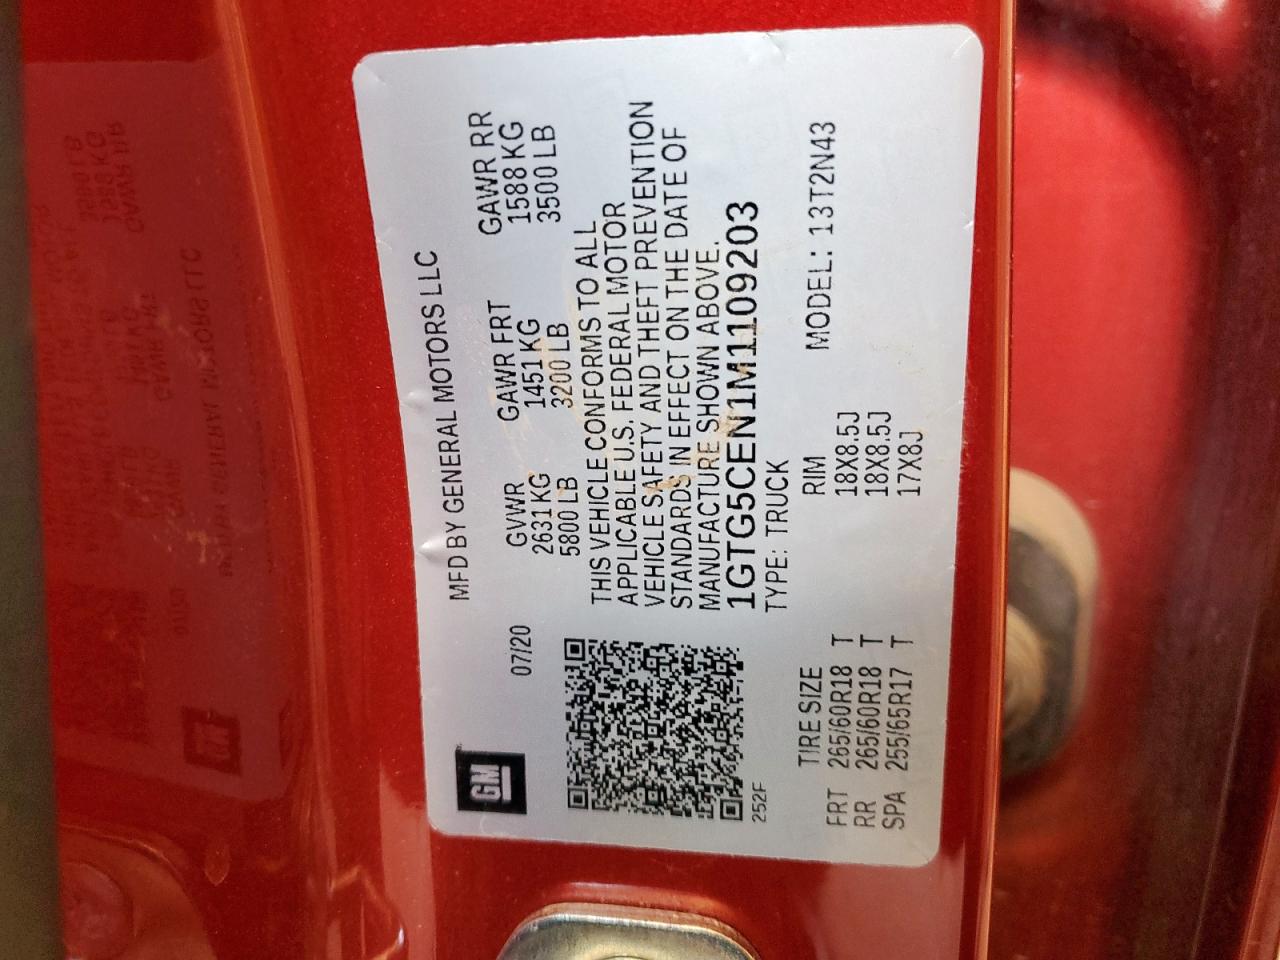 MFD BY GENERAL MOTORS LLC
GM
07/20
GVWR GAWR FRT GAWR RR
2631 KG 1451 KG 1588 KG
5800 LB 3200 LB 3500 LB
THIS VEHICLE CONFORMS TO ALL
APPLICABLE U.S. FEDERAL MOTOR
VEHICLE SAFETY AND THEFT PREVENTION
STANDARDS IN EFFECT ON THE DATE OF
MANUFACTURE SHOWN ABOVE.
1GTG5CEN1M1109203
252F
TYPE: TRUCK
MODEL: 13T2N43
TIRE SIZE RIM
FRT 265/60R18 T 18X8.5J
RR 265/60R18 T 18X8.5J
SPA 255/65R17 T 17X8J